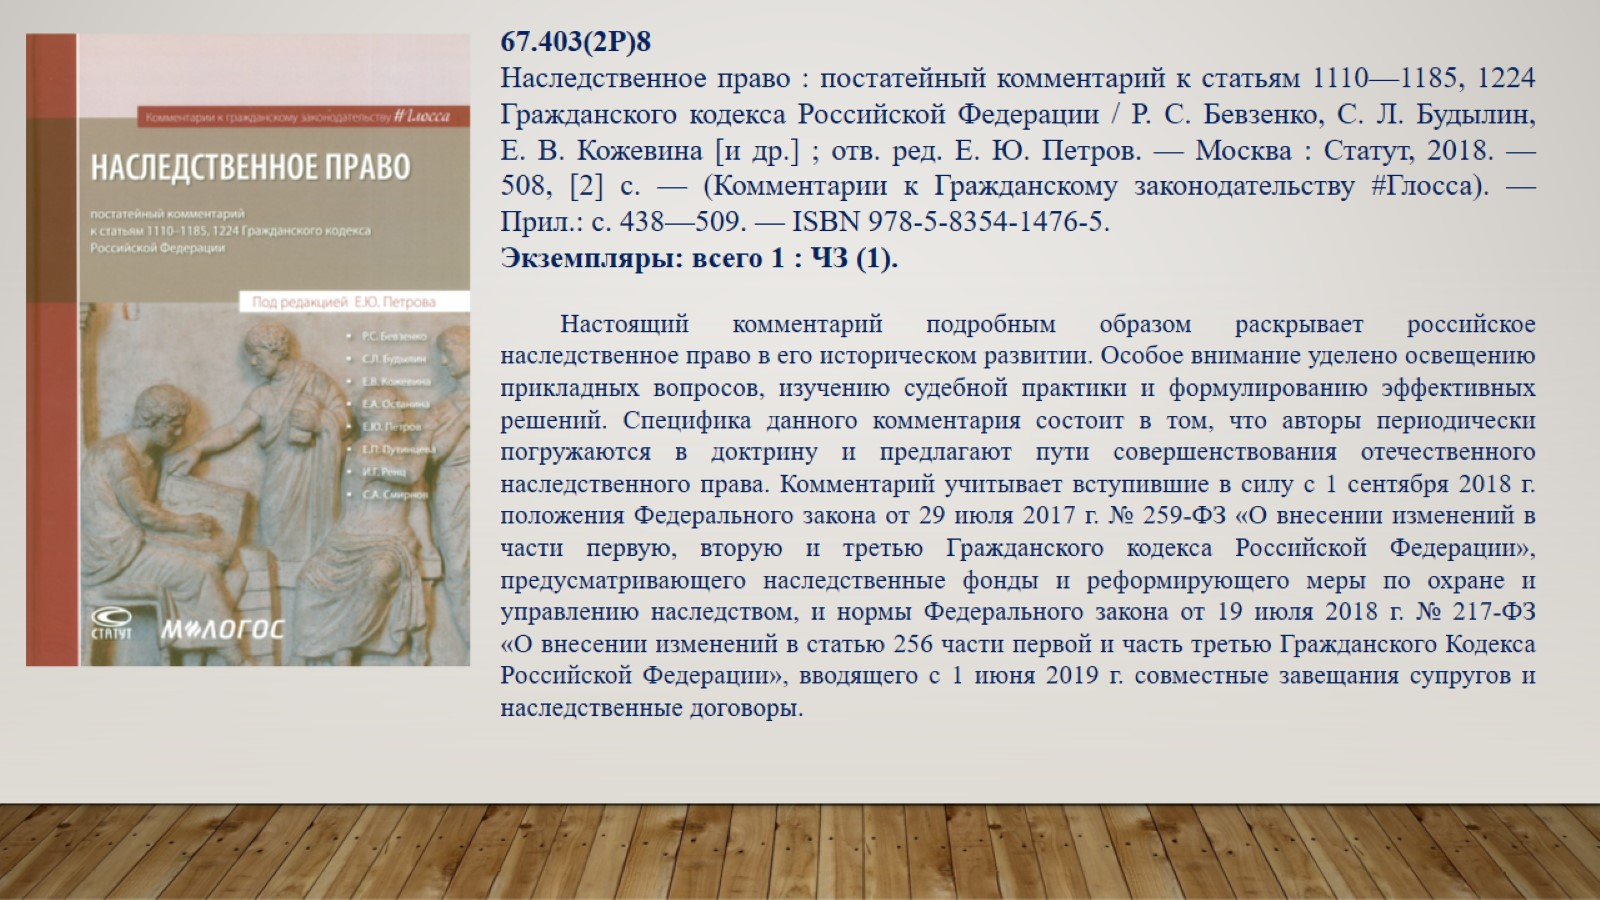 Комментарии к гражданскому законодательству #Глосса
НАСЛЕДСТВЕННОЕ ПРАВО
постатейный комментарий
к статьям 1110–1185, 1224 Гражданского кодекса
Российской Федерации
Под редакцией Е.Ю. Петрова
• Р.С. Бевзенко
• С.Л. Будылин
• Е.В. Кожевина
• Е.А. Останина
• Е.Ю. Петров
• Е.П. Путинцева
• И.Г. Ренц
• С.А. Смирнов
СТАТУТ
М•ЛОГОС
67.403(2Р)8
Наследственное право : постатейный комментарий к статьям 1110—1185, 1224
Гражданского кодекса Российской Федерации / Р. С. Бевзенко, С. Л. Будылин,
Е. В. Кожевина [и др.] ; отв. ред. Е. Ю. Петров. — Москва : Статут, 2018. —
508, [2] с. — (Комментарии к Гражданскому законодательству #Глосса). —
Прил.: с. 438—509. — ISBN 978-5-8354-1476-5.
Экземпляры: всего 1 : ЧЗ (1).
Настоящий комментарий подробным образом раскрывает российское
наследственное право в его историческом развитии. Особое внимание уделено освещению
прикладных вопросов, изучению судебной практики и формулированию эффективных
решений. Специфика данного комментария состоит в том, что авторы периодически
погружаются в доктрину и предлагают пути совершенствования отечественного
наследственного права. Комментарий учитывает вступившие в силу с 1 сентября 2018 г.
положения Федерального закона от 29 июля 2017 г. № 259-ФЗ «О внесении изменений в
части первую, вторую и третью Гражданского кодекса Российской Федерации»,
предусматривающего наследственные фонды и реформирующего меры по охране и
управлению наследством, и нормы Федерального закона от 19 июля 2018 г. № 217-ФЗ
«О внесении изменений в статью 256 части первой и часть третью Гражданского Кодекса
Российской Федерации», вводящего с 1 июня 2019 г. совместные завещания супругов и
наследственные договоры.